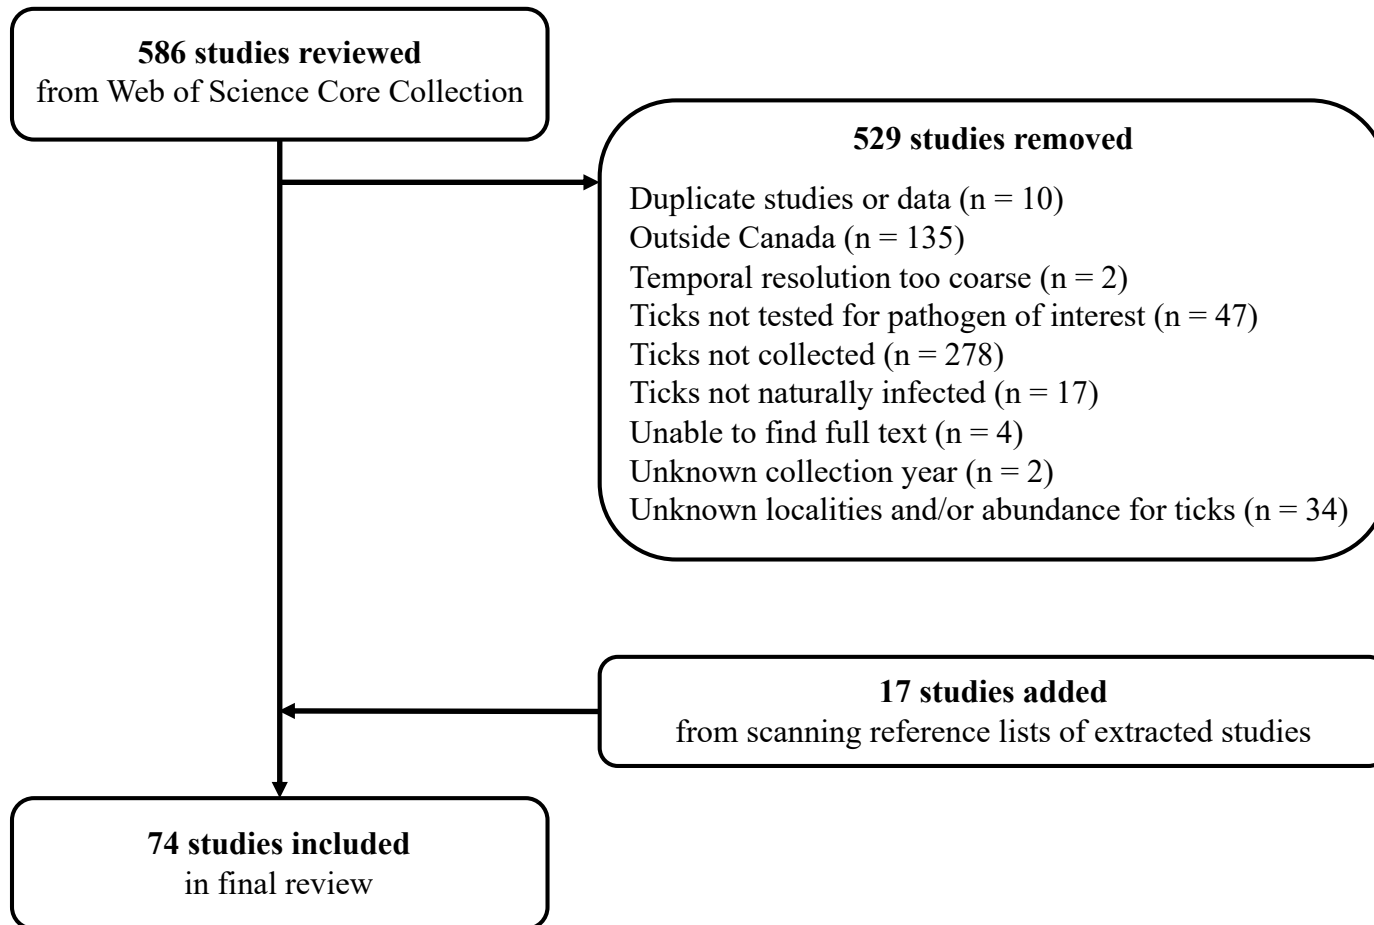 586 studies reviewed
from Web of Science Core Collection
529 studies removed
Duplicate studies or data (n = 10)
Outside Canada (n = 135)
Temporal resolution too coarse (n = 2)
Ticks not tested for pathogen of interest (n = 47)
Ticks not collected (n = 278)
Ticks not naturally infected (n = 17)
Unable to find full text (n = 4)
Unknown collection year (n = 2)
Unknown localities and/or abundance for ticks (n = 34)
17 studies added
from scanning reference lists of extracted studies
74 studies included
in final review